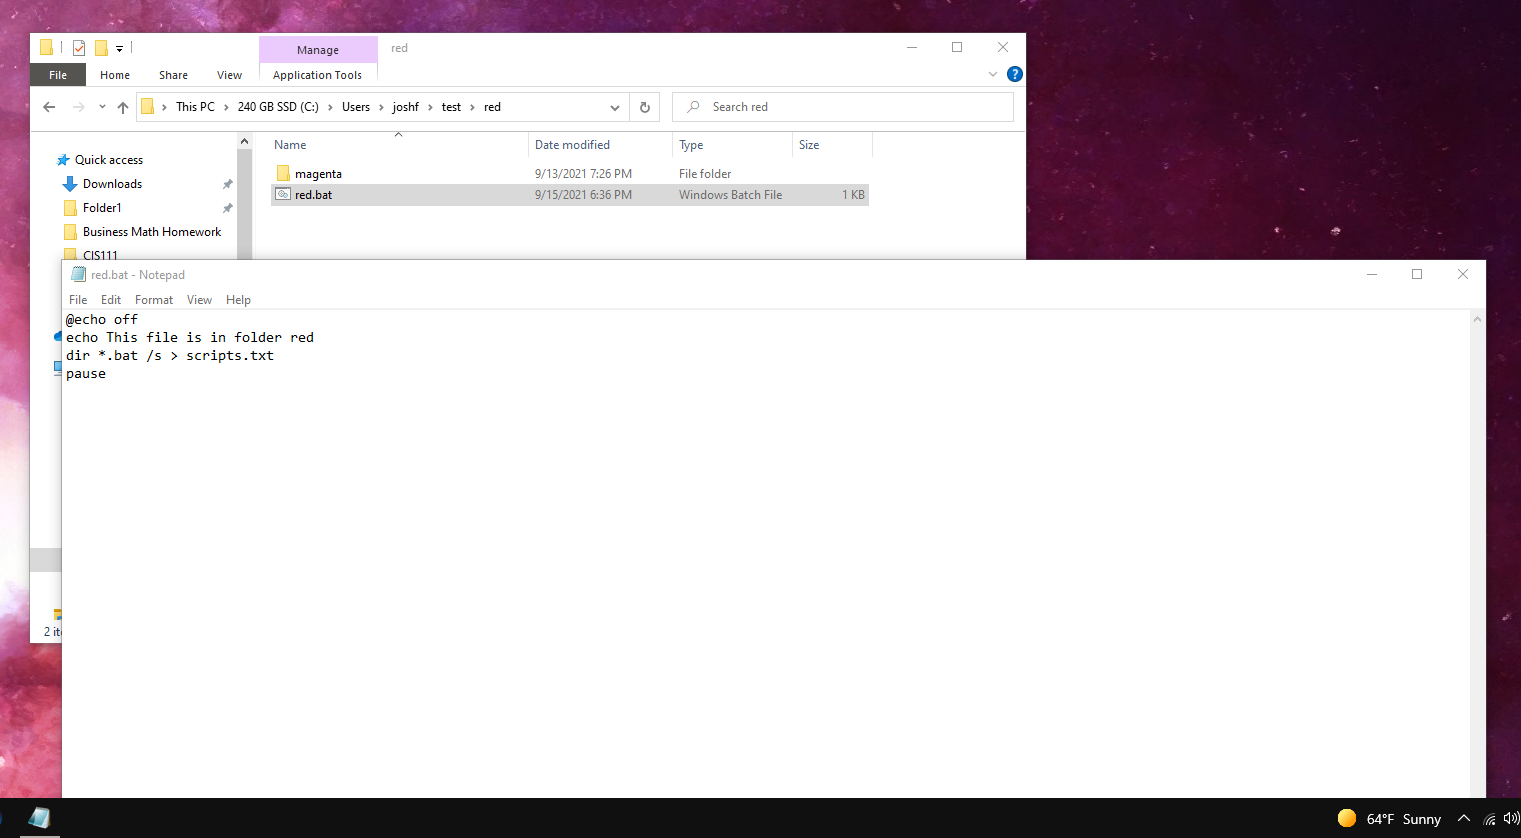 Manage
red
File
Home
Share
View
Application Tools
This PC > 240 GB SSD (C:) > Users > joshf > test > red
Search red
Name
Date modified
Type
Size
Quick access
Downloads
Folder1
Business Math Homework
CIS111
magenta
9/13/2021 7:26 PM
File folder
red.bat
9/15/2021 6:36 PM
Windows Batch File
1 KB
red.bat - Notepad
File
Edit
Format
View
Help
@echo off
echo This file is in folder red
dir *.bat /s > scripts.txt
pause
2
64°F Sunny